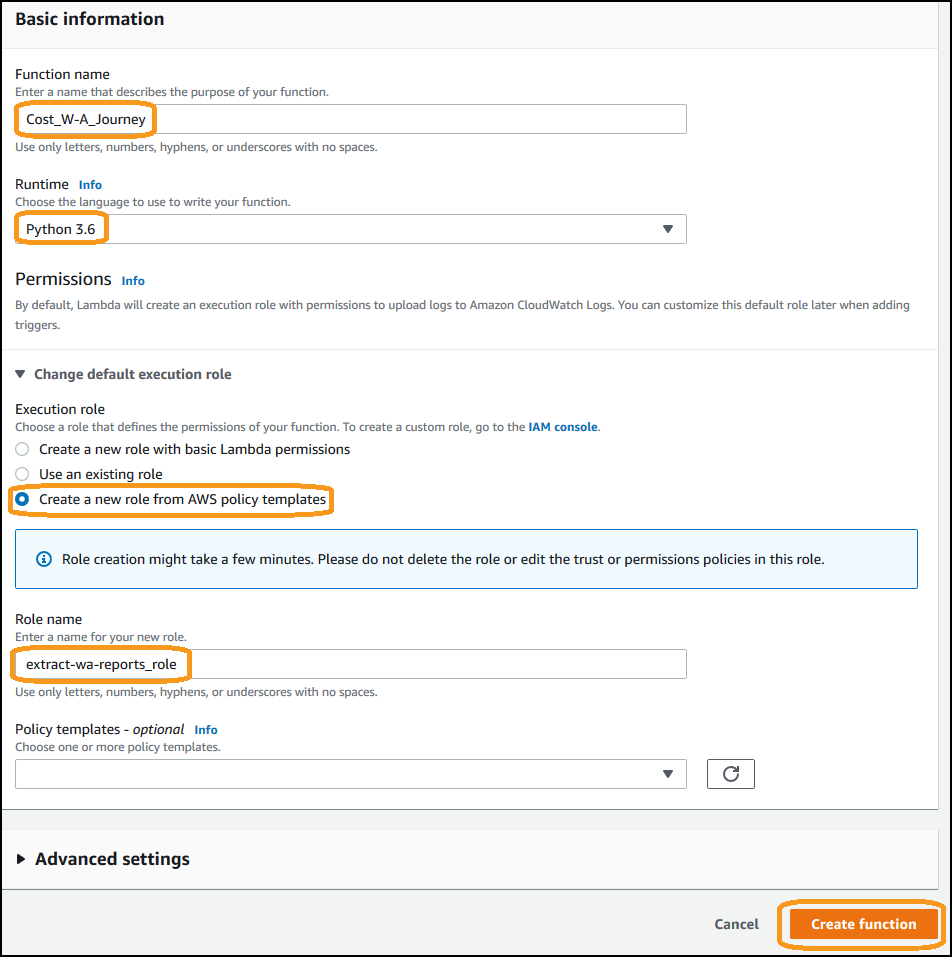 Basic information
Function name
Enter a name that describes the purpose of your function.
Cost_W-A_Journey
Use only letters, numbers, hyphens, or underscores with no spaces.
Runtime Info
Choose the language to use to write your function.
Python 3.6
Permissions Info
By default, Lambda will create an execution role with permissions to upload logs to Amazon CloudWatch Logs. You can customize this default role later when adding
triggers.
Change default execution role
Execution role
Choose a role that defines the permissions of your function. To create a custom role, go to the IAM console.
Create a new role with basic Lambda permissions
Use an existing role
Create a new role from AWS policy templates
Role creation might take a few minutes. Please do not delete the role or edit the trust or permissions policies in this role.
Role name
Enter a name for your new role.
extract-wa-reports_role
Use only letters, numbers, hyphens, or underscores with no spaces.
Policy templates - optional Info
Choose one or more policy templates.
Advanced settings
Cancel Create function